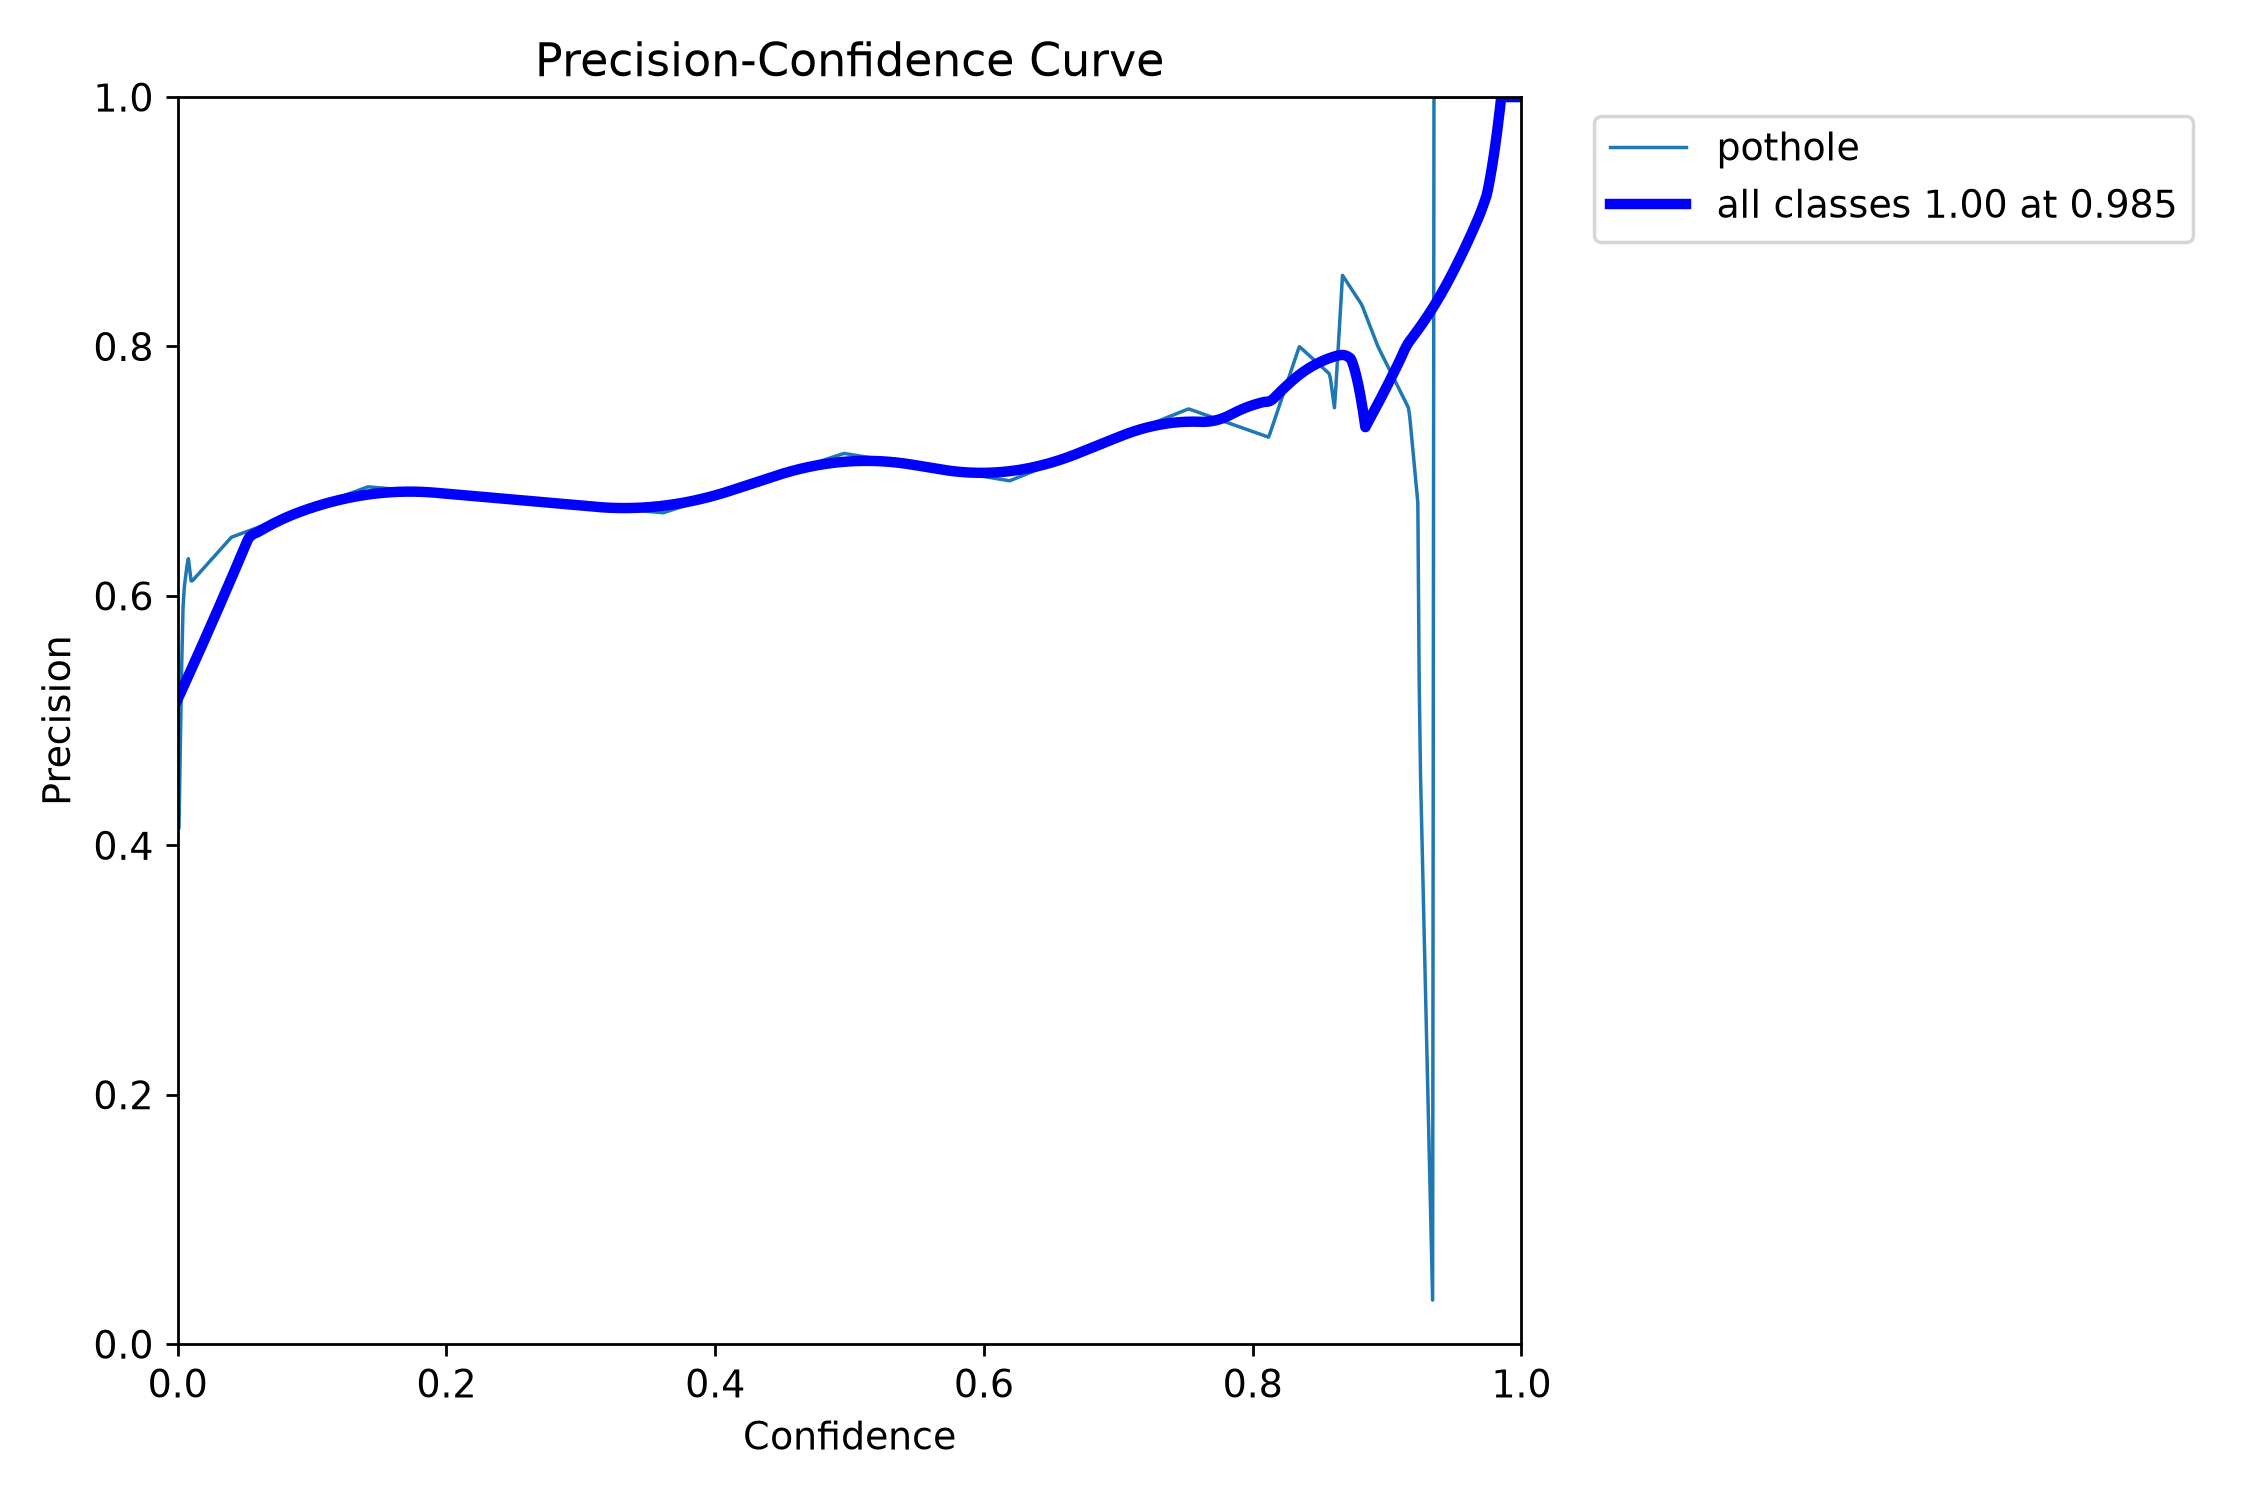 Precision-Confidence Curve
1.0
0.8
0.6
0.4
0.2
0.0
Precision
0.0 0.2 0.4 0.6 0.8 1.0
Confidence
pothole
all classes 1.00 at 0.985